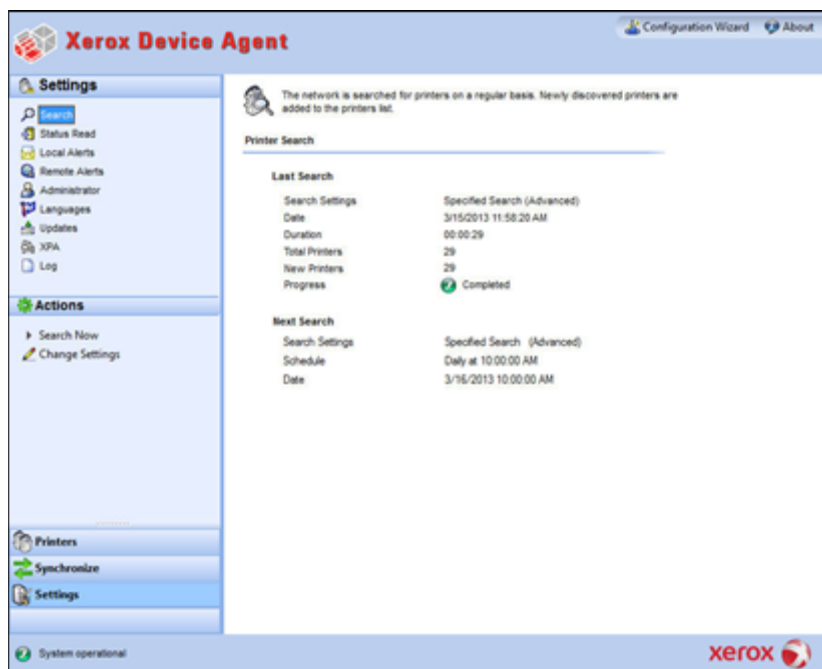 Xerox Device Agent
Configuration Wizard About
Settings
Search
Status Read
Local Alerts
Remote Alerts
Administrator
Languages
Updates
XPA
Log
Actions
Search Now
Change Settings
Printers
Synchronize
Settings
The network is searched for printers on a regular basis. Newly discovered printers are
added to the printers list.
Printer Search
Last Search
Search Settings Specified Search (Advanced)
Date 3/15/2013 11:58:20 AM
Duration 00:00:29
Total Printers 29
New Printers 29
Progress Completed
Next Search
Search Settings Specified Search (Advanced)
Schedule Daily at 10:00:00 AM
Date 3/16/2013 10:00:00 AM
System operational
xerox